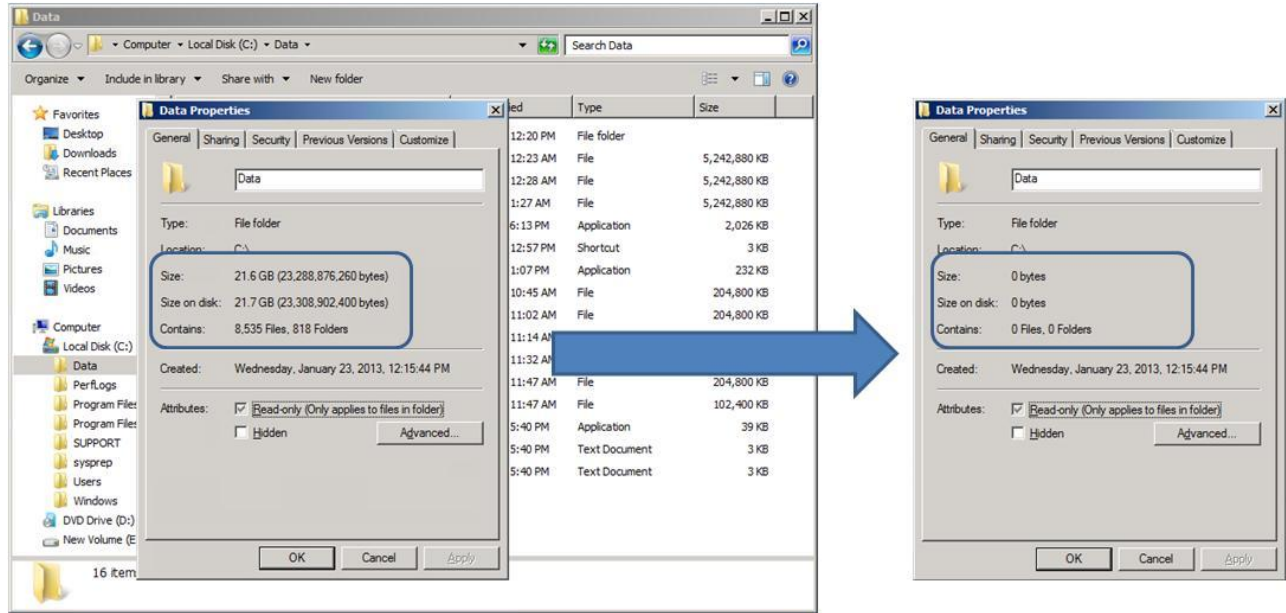 Data
Computer Local Disk (C:) Data
Search Data
Organize Include in library Share with New folder
Favorites
Desktop
Downloads
Recent Places
Libraries
Documents
Music
Pictures
Videos
Computer
Local Disk (C:)
Data
PerfLogs
Program Files
Program Files
SUPPORT
sysprep
Users
Windows
DVD Drive (D:)
New Volume (E
Type Size
12:20 PM File folder
12:23 AM File 5,242,880 KB
12:28 AM File 5,242,880 KB
1:27 AM File 5,242,880 KB
6:13 PM Application 2,026 KB
12:57 PM Shortcut 3 KB
1:07 PM Application 232 KB
10:45 AM File 204,800 KB
11:02 AM File 204,800 KB
11:14 AM
11:32 AM
11:47 AM File 204,800 KB
11:47 AM File 102,400 KB
5:40 PM Application 39 KB
5:40 PM Text Document 3 KB
5:40 PM Text Document 3 KB
16 item
Data Properties
General Sharing Security Previous Versions Customize
Data
Type: File folder
Location: C:\
Size: 21.6 GB (23,288,876,260 bytes)
Size on disk: 21.7 GB (23,308,902,400 bytes)
Contains: 8,535 Files, 818 Folders
Created: Wednesday, January 23, 2013, 12:15:44 PM
Attributes: Read-only (Only applies to files in folder)
Hidden Advanced...
OK Cancel Apply
Data Properties
General Sharing Security Previous Versions Customize
Data
Type: File folder
Location: C:\
Size: 0 bytes
Size on disk: 0 bytes
Contains: 0 Files, 0 Folders
Created: Wednesday, January 23, 2013, 12:15:44 PM
Attributes: Read-only (Only applies to files in folder)
Hidden Advanced...
OK Cancel Apply